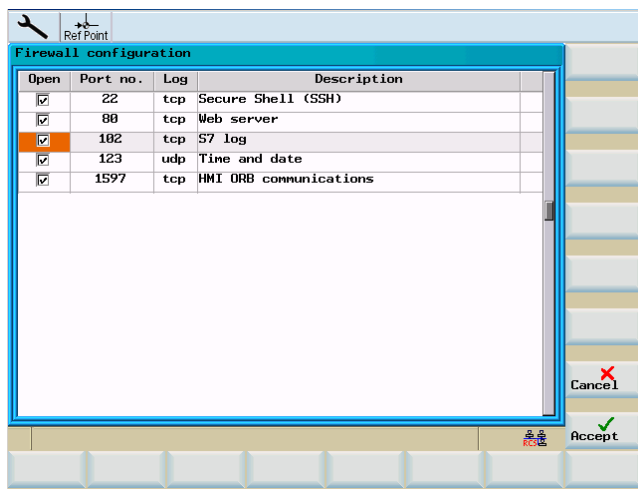 Ref Point
Firewall configuration
Open Port no. Log Description
22 tcp Secure Shell (SSH)
80 tcp Web server
102 tcp S7 log
123 udp Time and date
1597 tcp HMI ORB communications
Cancel
RCS Accept